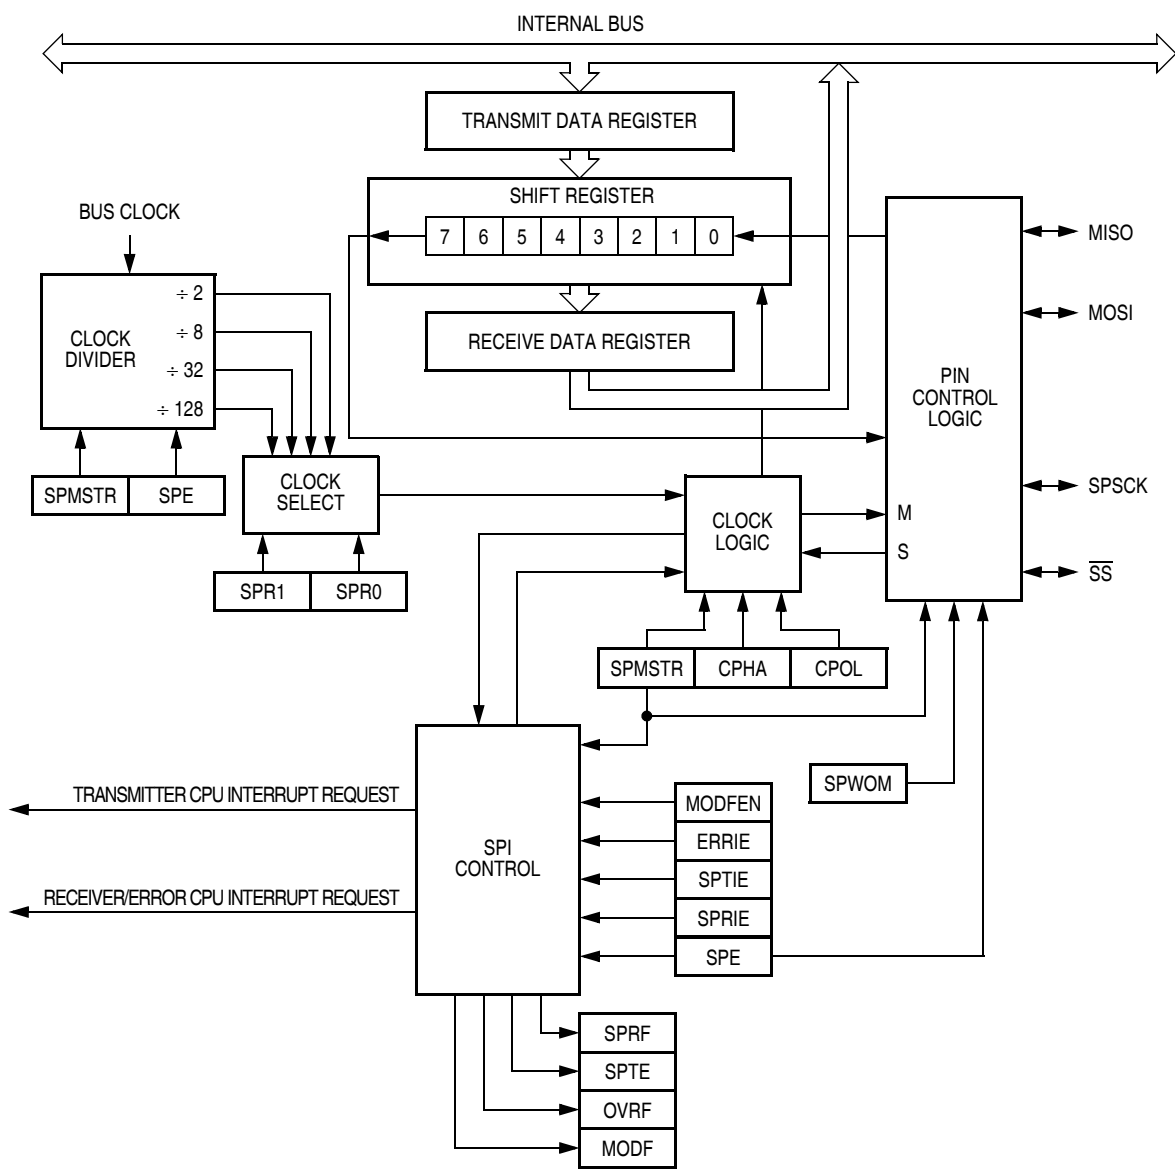 INTERNAL BUS
TRANSMIT DATA REGISTER
SHIFT REGISTER
7 6 5 4 3 2 1 0
RECEIVE DATA REGISTER
BUS CLOCK
CLOCK
DIVIDER
÷ 2
÷ 8
÷ 32
÷ 128
SPMSTR SPE
CLOCK
SELECT
SPR1 SPR0
CLOCK
LOGIC
SPMSTR CPHA CPOL
PIN
CONTROL
LOGIC
M
S
MISO
MOSI
SPSCK
S̅S̅
SPWOM
TRANSMITTER CPU INTERRUPT REQUEST
RECEIVER/ERROR CPU INTERRUPT REQUEST
SPI
CONTROL
MODFEN
ERRIE
SPTIE
SPRIE
SPE
SPRF
SPTE
OVRF
MODF